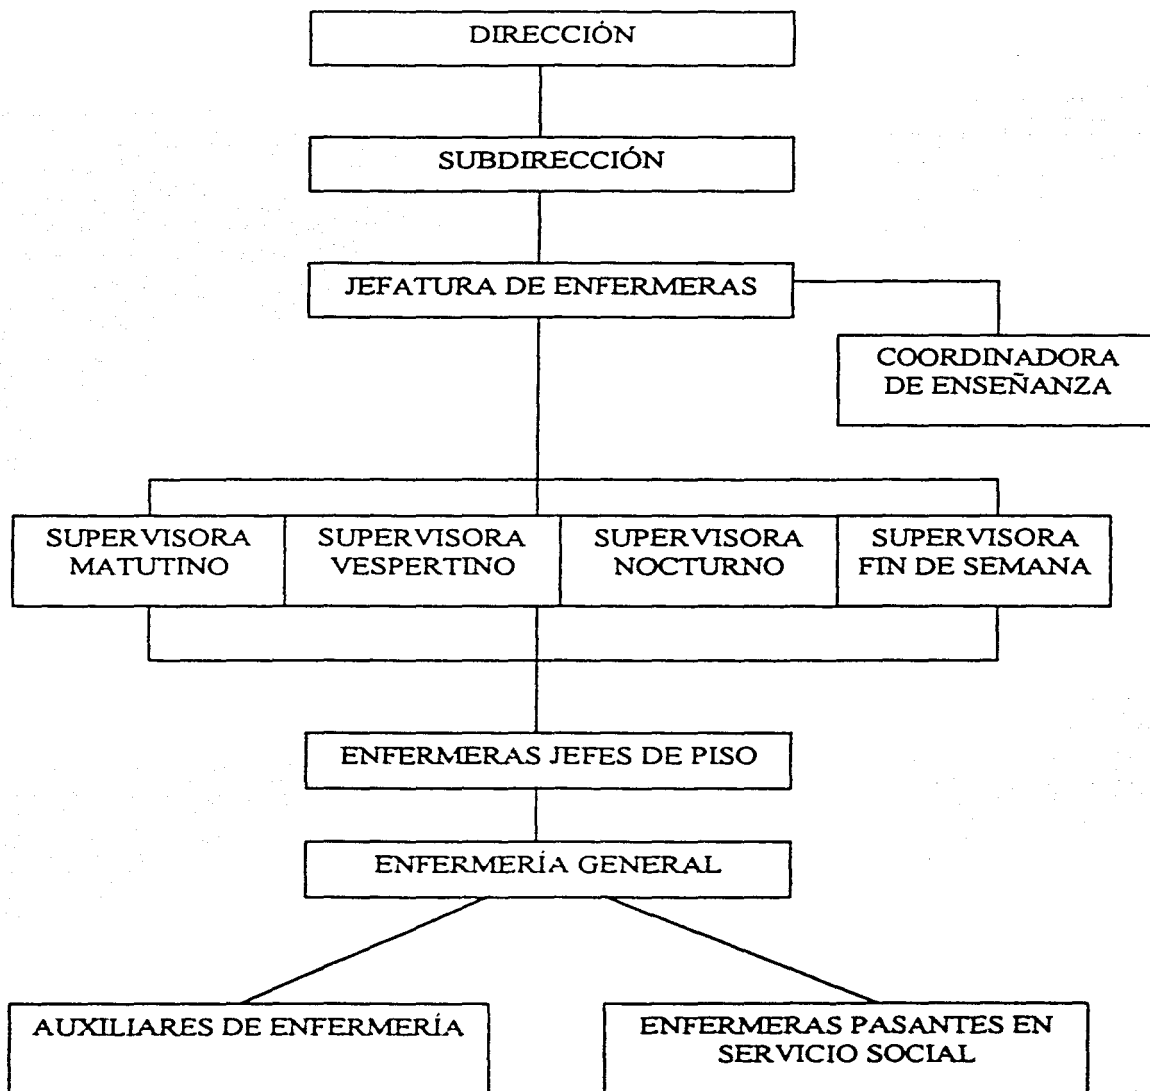 DIRECCIÓN
SUBDIRECCIÓN
JEFATURA DE ENFERMERAS
COORDINADORA
DE ENSEÑANZA
SUPERVISORA
MATUTINO
SUPERVISORA
VESPERTINO
SUPERVISORA
NOCTURNO
SUPERVISORA
FIN DE SEMANA
ENFERMERAS JEFES DE PISO
ENFERMERÍA GENERAL
AUXILIARES DE ENFERMERÍA
ENFERMERAS PASANTES EN
SERVICIO SOCIAL